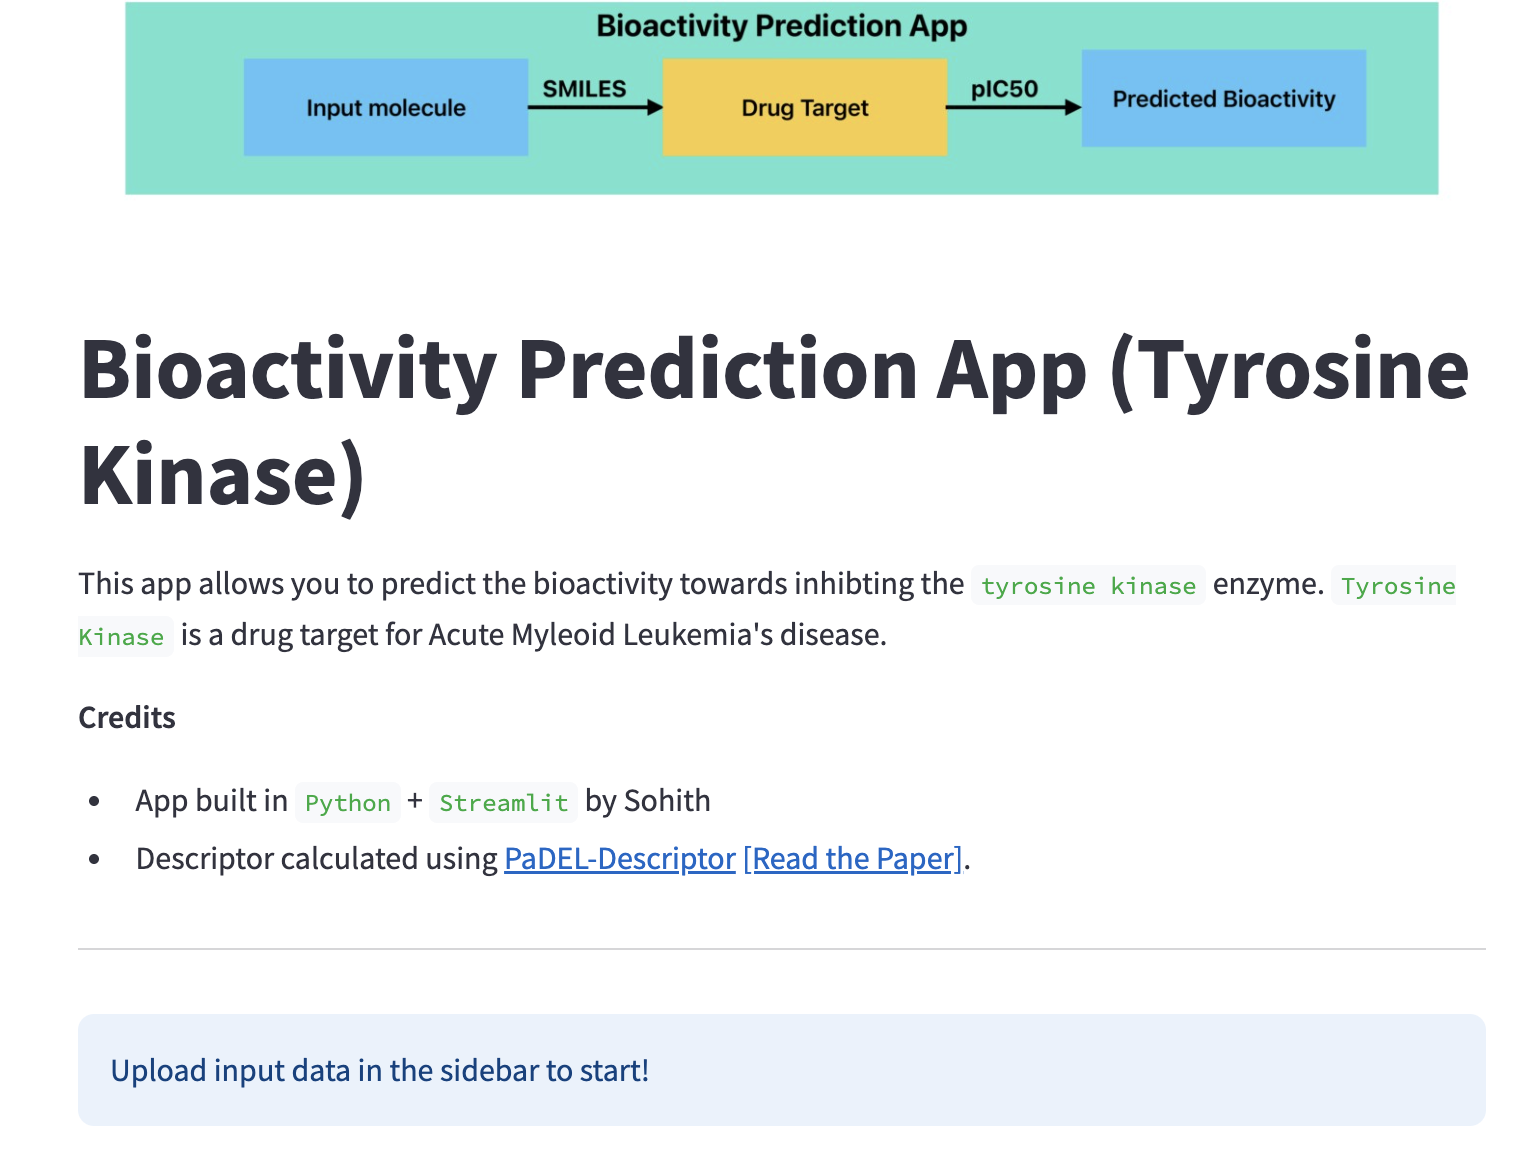 Bioactivity Prediction App
Input molecule
SMILES
Drug Target
pIC50
Predicted Bioactivity
Bioactivity Prediction App (Tyrosine
Kinase)
This app allows you to predict the bioactivity towards inhibting the tyrosine kinase enzyme. Tyrosine
Kinase is a drug target for Acute Myleoid Leukemia's disease.
Credits
• App built in Python + Streamlit by Sohith
• Descriptor calculated using PaDEL-Descriptor [Read the Paper].
Upload input data in the sidebar to start!